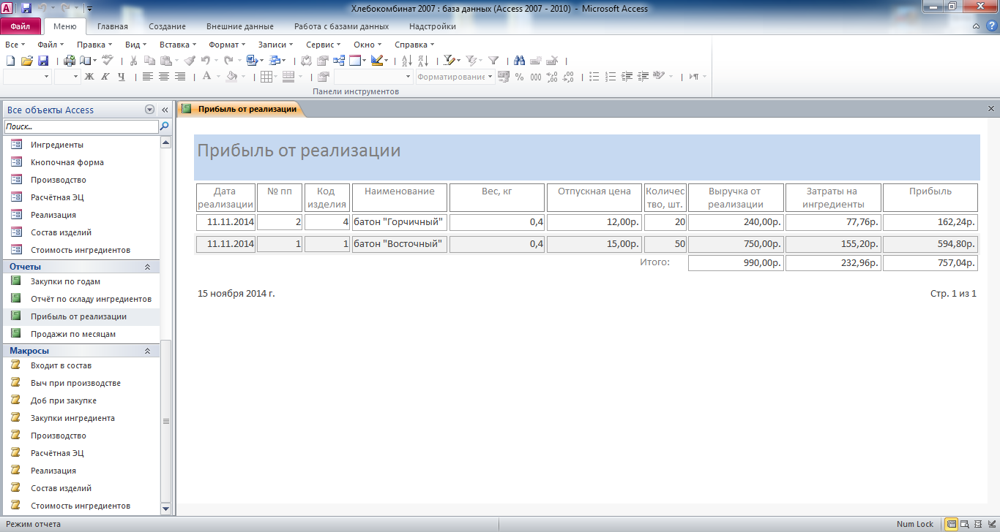 Хлебокомбинат 2007 : база данных (Access 2007 - 2010) - Microsoft Access
Файл Меню Главная Создание Внешние данные Работа с базами данных Надстройки
Все Файл Правка Вид Вставка Формат Записи Сервис Окно Справка
Ж К Ч А Форматирование % 000
Панели инструментов
Все объекты Access
Поиск...
Ингредиенты
Кнопочная форма
Производство
Расчётная ЭЦ
Реализация
Состав изделий
Стоимость ингредиентов
Отчеты
Закупки по годам
Отчёт по складу ингредиентов
Прибыль от реализации
Продажи по месяцам
Макросы
Входит в состав
Выч при производстве
Доб при закупке
Закупки ингредиента
Производство
Расчётная ЭЦ
Реализация
Состав изделий
Стоимость ингредиентов
Прибыль от реализации
Прибыль от реализации
Дата реализации № пп Код изделия Наименование Вес, кг Отпускная цена Количес тво, шт. Выручка от реализации Затраты на ингредиенты Прибыль
11.11.2014 2 4 батон "Горчичный" 0,4 12,00р. 20 240,00р. 77,76р. 162,24р.
11.11.2014 1 1 батон "Восточный" 0,4 15,00р. 50 750,00р. 155,20р. 594,80р.
Итого: 990,00р. 232,96р. 757,04р.
15 ноября 2014 г. Стр. 1 из 1
Режим отчета Num Lock